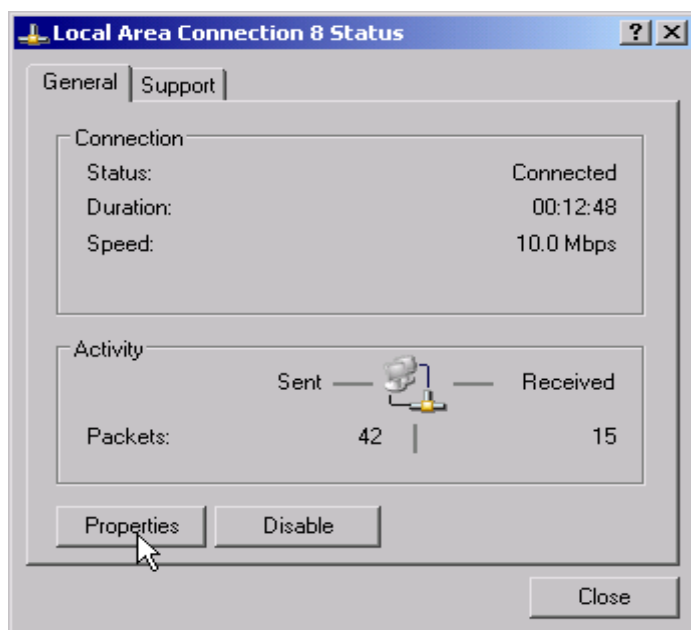 Local Area Connection 8 Status
General Support
Connection
Status: Connected
Duration: 00:12:48
Speed: 10.0 Mbps
Activity
Sent Received
Packets: 42 15
Properties Disable
Close